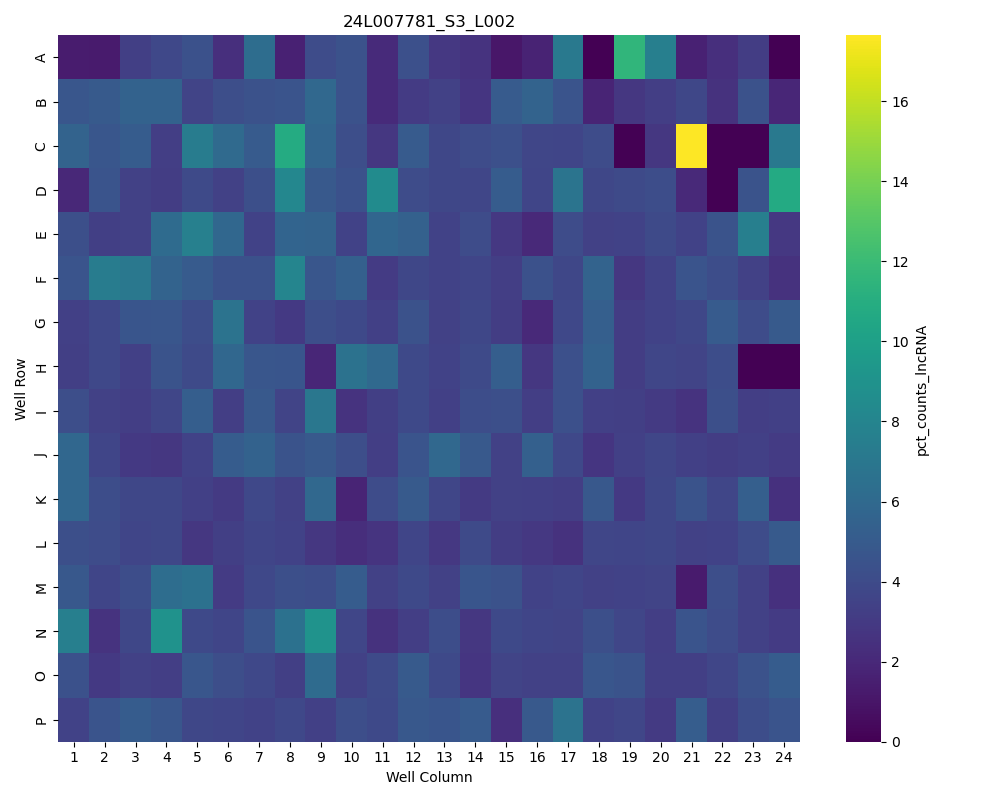 24L007781_S3_L002
Well Row
A
B
C
D
E
F
G
H
I
J
K
L
M
N
O
P
1 2 3 4 5 6 7 8 9 10 11 12 13 14 15 16 17 18 19 20 21 22 23 24
Well Column
16
14
12
10
8
6
4
2
0
pct_counts_lncRNA